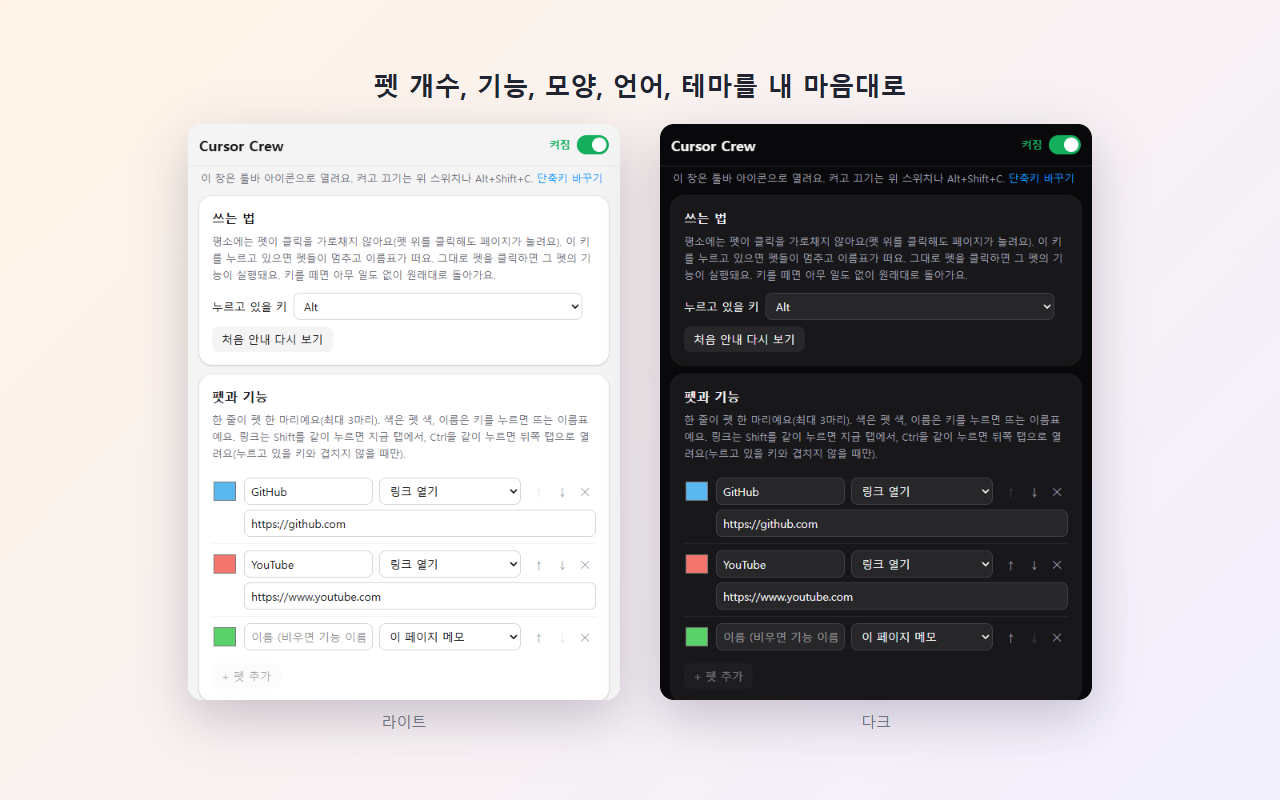 펫 개수, 기능, 모양, 언어, 테마를 내 마음대로
Cursor Crew
켜짐
이 창은 툴바 아이콘으로 열려요. 켜고 끄기는 위 스위치나 Alt+Shift+C. 단축키 바꾸기
쓰는 법
평소에는 펫이 클릭을 가로채지 않아요(펫 위를 클릭해도 페이지가 눌려요). 이 키
를 누르고 있으면 펫들이 멈추고 이름표가 떠요. 그대로 펫을 클릭하면 그 펫의 기
능이 실행돼요. 키를 떼면 아무 일도 없이 원래대로 돌아가요.
누르고 있을 키 Alt
처음 안내 다시 보기
펫과 기능
한 줄이 펫 한 마리예요(최대 3마리). 색은 펫 색, 이름은 키를 누르면 뜨는 이름표
예요. 링크는 Shift를 같이 누르면 지금 탭에서, Ctrl을 같이 누르면 뒤쪽 탭으로 열
려요(누르고 있을 키와 겹치지 않을 때만).
GitHub 링크 열기 ↑ ↓ ×
https://github.com
YouTube 링크 열기 ↑ ↓ ×
https://www.youtube.com
이름 (비우면 기능 이름 이 페이지 메모 ↑ ↓ ×
+ 펫 추가
라이트
Cursor Crew
켜짐
이 창은 툴바 아이콘으로 열려요. 켜고 끄기는 위 스위치나 Alt+Shift+C. 단축키 바꾸기
쓰는 법
평소에는 펫이 클릭을 가로채지 않아요(펫 위를 클릭해도 페이지가 눌려요). 이 키
를 누르고 있으면 펫들이 멈추고 이름표가 떠요. 그대로 펫을 클릭하면 그 펫의 기
능이 실행돼요. 키를 떼면 아무 일도 없이 원래대로 돌아가요.
누르고 있을 키 Alt
처음 안내 다시 보기
펫과 기능
한 줄이 펫 한 마리예요(최대 3마리). 색은 펫 색, 이름은 키를 누르면 뜨는 이름표
예요. 링크는 Shift를 같이 누르면 지금 탭에서, Ctrl을 같이 누르면 뒤쪽 탭으로 열
려요(누르고 있을 키와 겹치지 않을 때만).
GitHub 링크 열기 ↑ ↓ ×
https://github.com
YouTube 링크 열기 ↑ ↓ ×
https://www.youtube.com
이름 (비우면 기능 이름 이 페이지 메모 ↑ ↓ ×
+ 펫 추가
다크